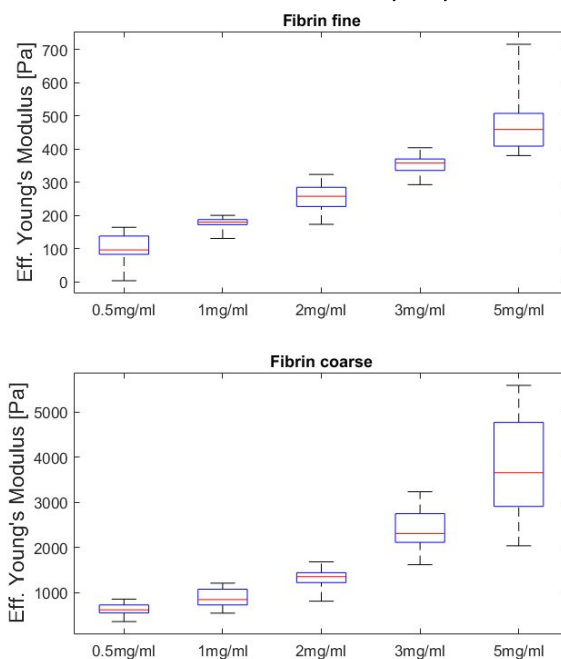 Fibrin fine
Eff. Young's Modulus [Pa]
700
600
500
400
300
200
100
0
0.5mg/ml 1mg/ml 2mg/ml 3mg/ml 5mg/ml
Fibrin coarse
Eff. Young's Modulus [Pa]
5000
4000
3000
2000
1000
0.5mg/ml 1mg/ml 2mg/ml 3mg/ml 5mg/ml